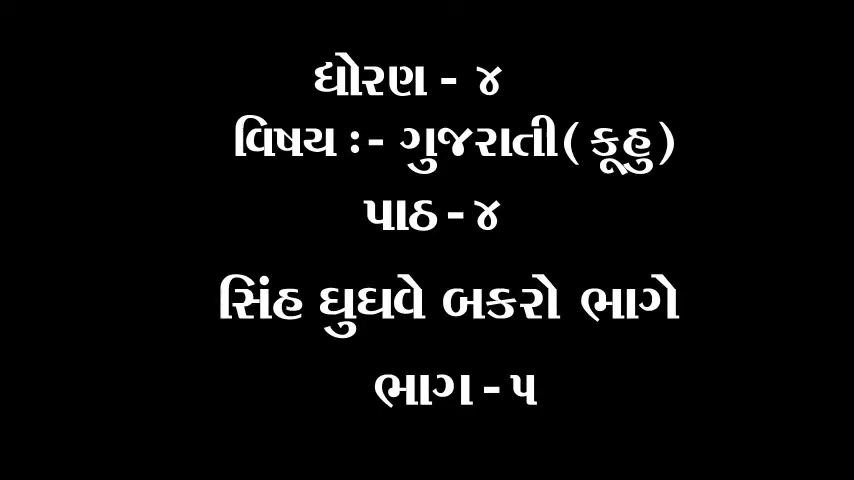 ધોરણ - ૪
વિષય :- ગુજરાતી( કૂહુ)
પાઠ - ૪
સિંહ ઘુઘવે બકરો ભાગે
ભાગ - ૫